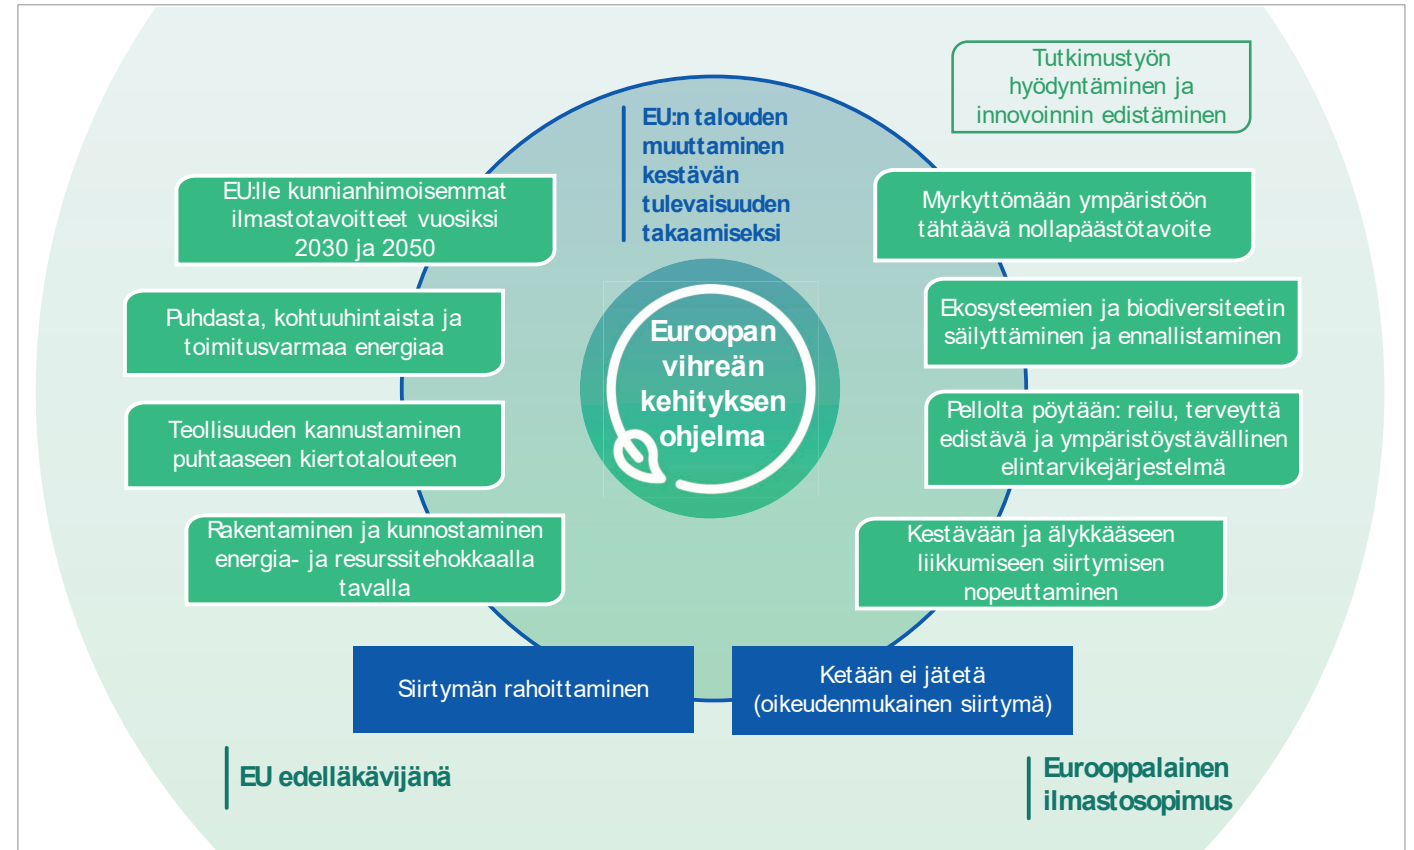 Tutkimustyön
hyödyntäminen ja
innovoinnin edistäminen
EU:n talouden
muuttaminen
kestävän
tulevaisuuden
takaamiseksi
EU:lle kunnianhimoisemmat
ilmastotavoitteet vuosiksi
2030 ja 2050
Myrkyttömään ympäristöön
tähtäävä nollapäästötavoite
Puhdasta, kohtuuhintaista ja
toimitusvarmaa energiaa
Ekosysteemien ja biodiversiteetin
säilyttäminen ja ennallistaminen
Euroopan
vihreän
kehityksen
ohjelma
Teollisuuden kannustaminen
puhtaaseen kiertotalouteen
Pellolta pöytään: reilu, terveyttä
edistävä ja ympäristöystävällinen
elintarvikejärjestelmä
Rakentaminen ja kunnostaminen
energia- ja resurssitehokkaalla
tavalla
Kestävään ja älykkääseen
liikkumiseen siirtymisen
nopeuttaminen
Siirtymän rahoittaminen
Ketään ei jätetä
(oikeudenmukainen siirtymä)
EU edelläkävijänä
Eurooppalainen
ilmastosopimus